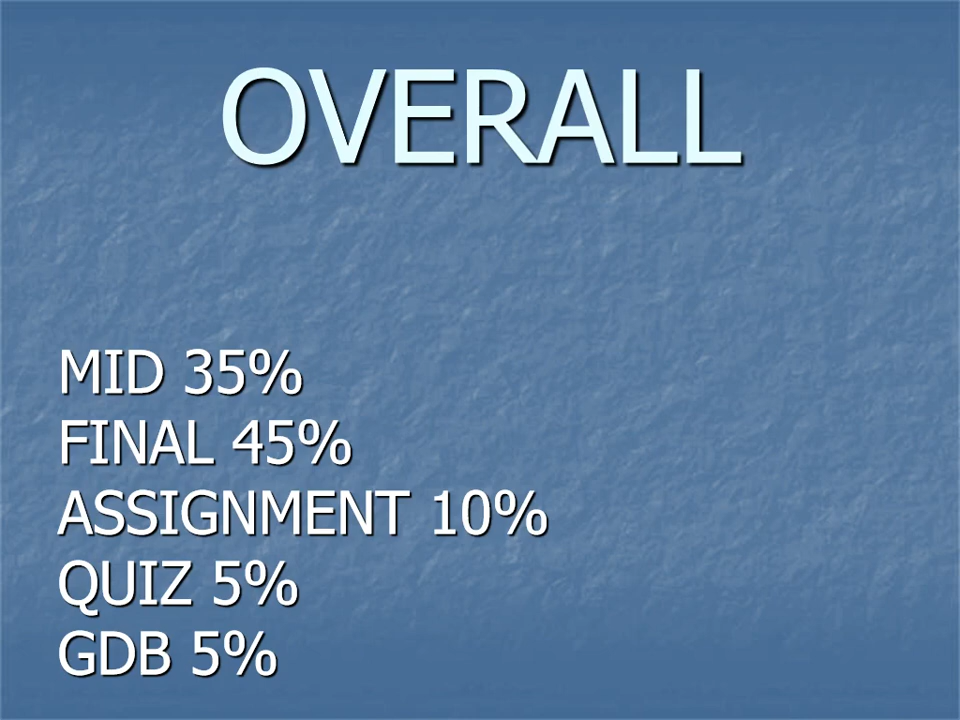 OVERALL
MID 35%
FINAL 45%
ASSIGNMENT 10%
QUIZ 5%
GDB 5%